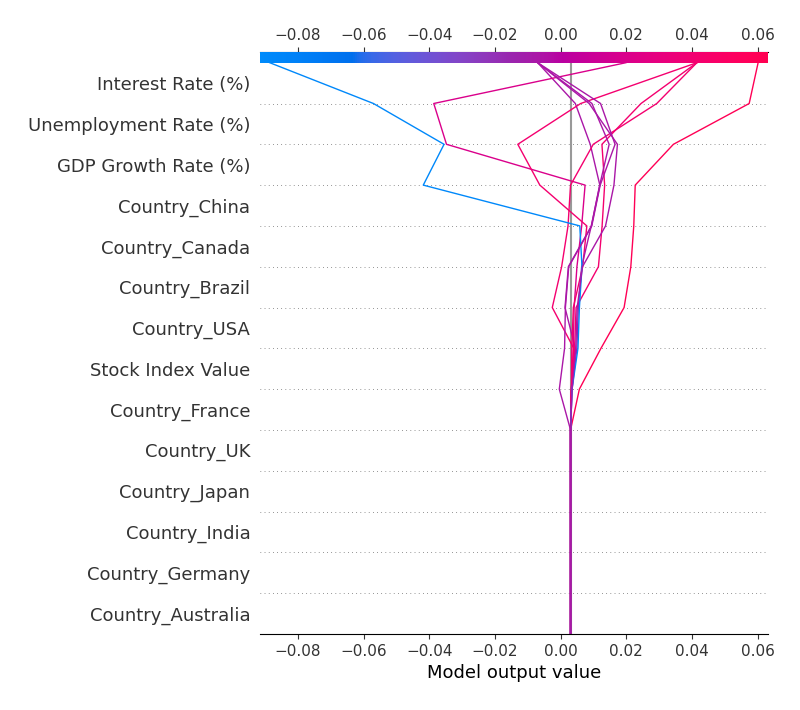 −0.08 −0.06 −0.04 −0.02 0.00 0.02 0.04 0.06
Interest Rate (%)
Unemployment Rate (%)
GDP Growth Rate (%)
Country_China
Country_Canada
Country_Brazil
Country_USA
Stock Index Value
Country_France
Country_UK
Country_Japan
Country_India
Country_Germany
Country_Australia
−0.08 −0.06 −0.04 −0.02 0.00 0.02 0.04 0.06
Model output value